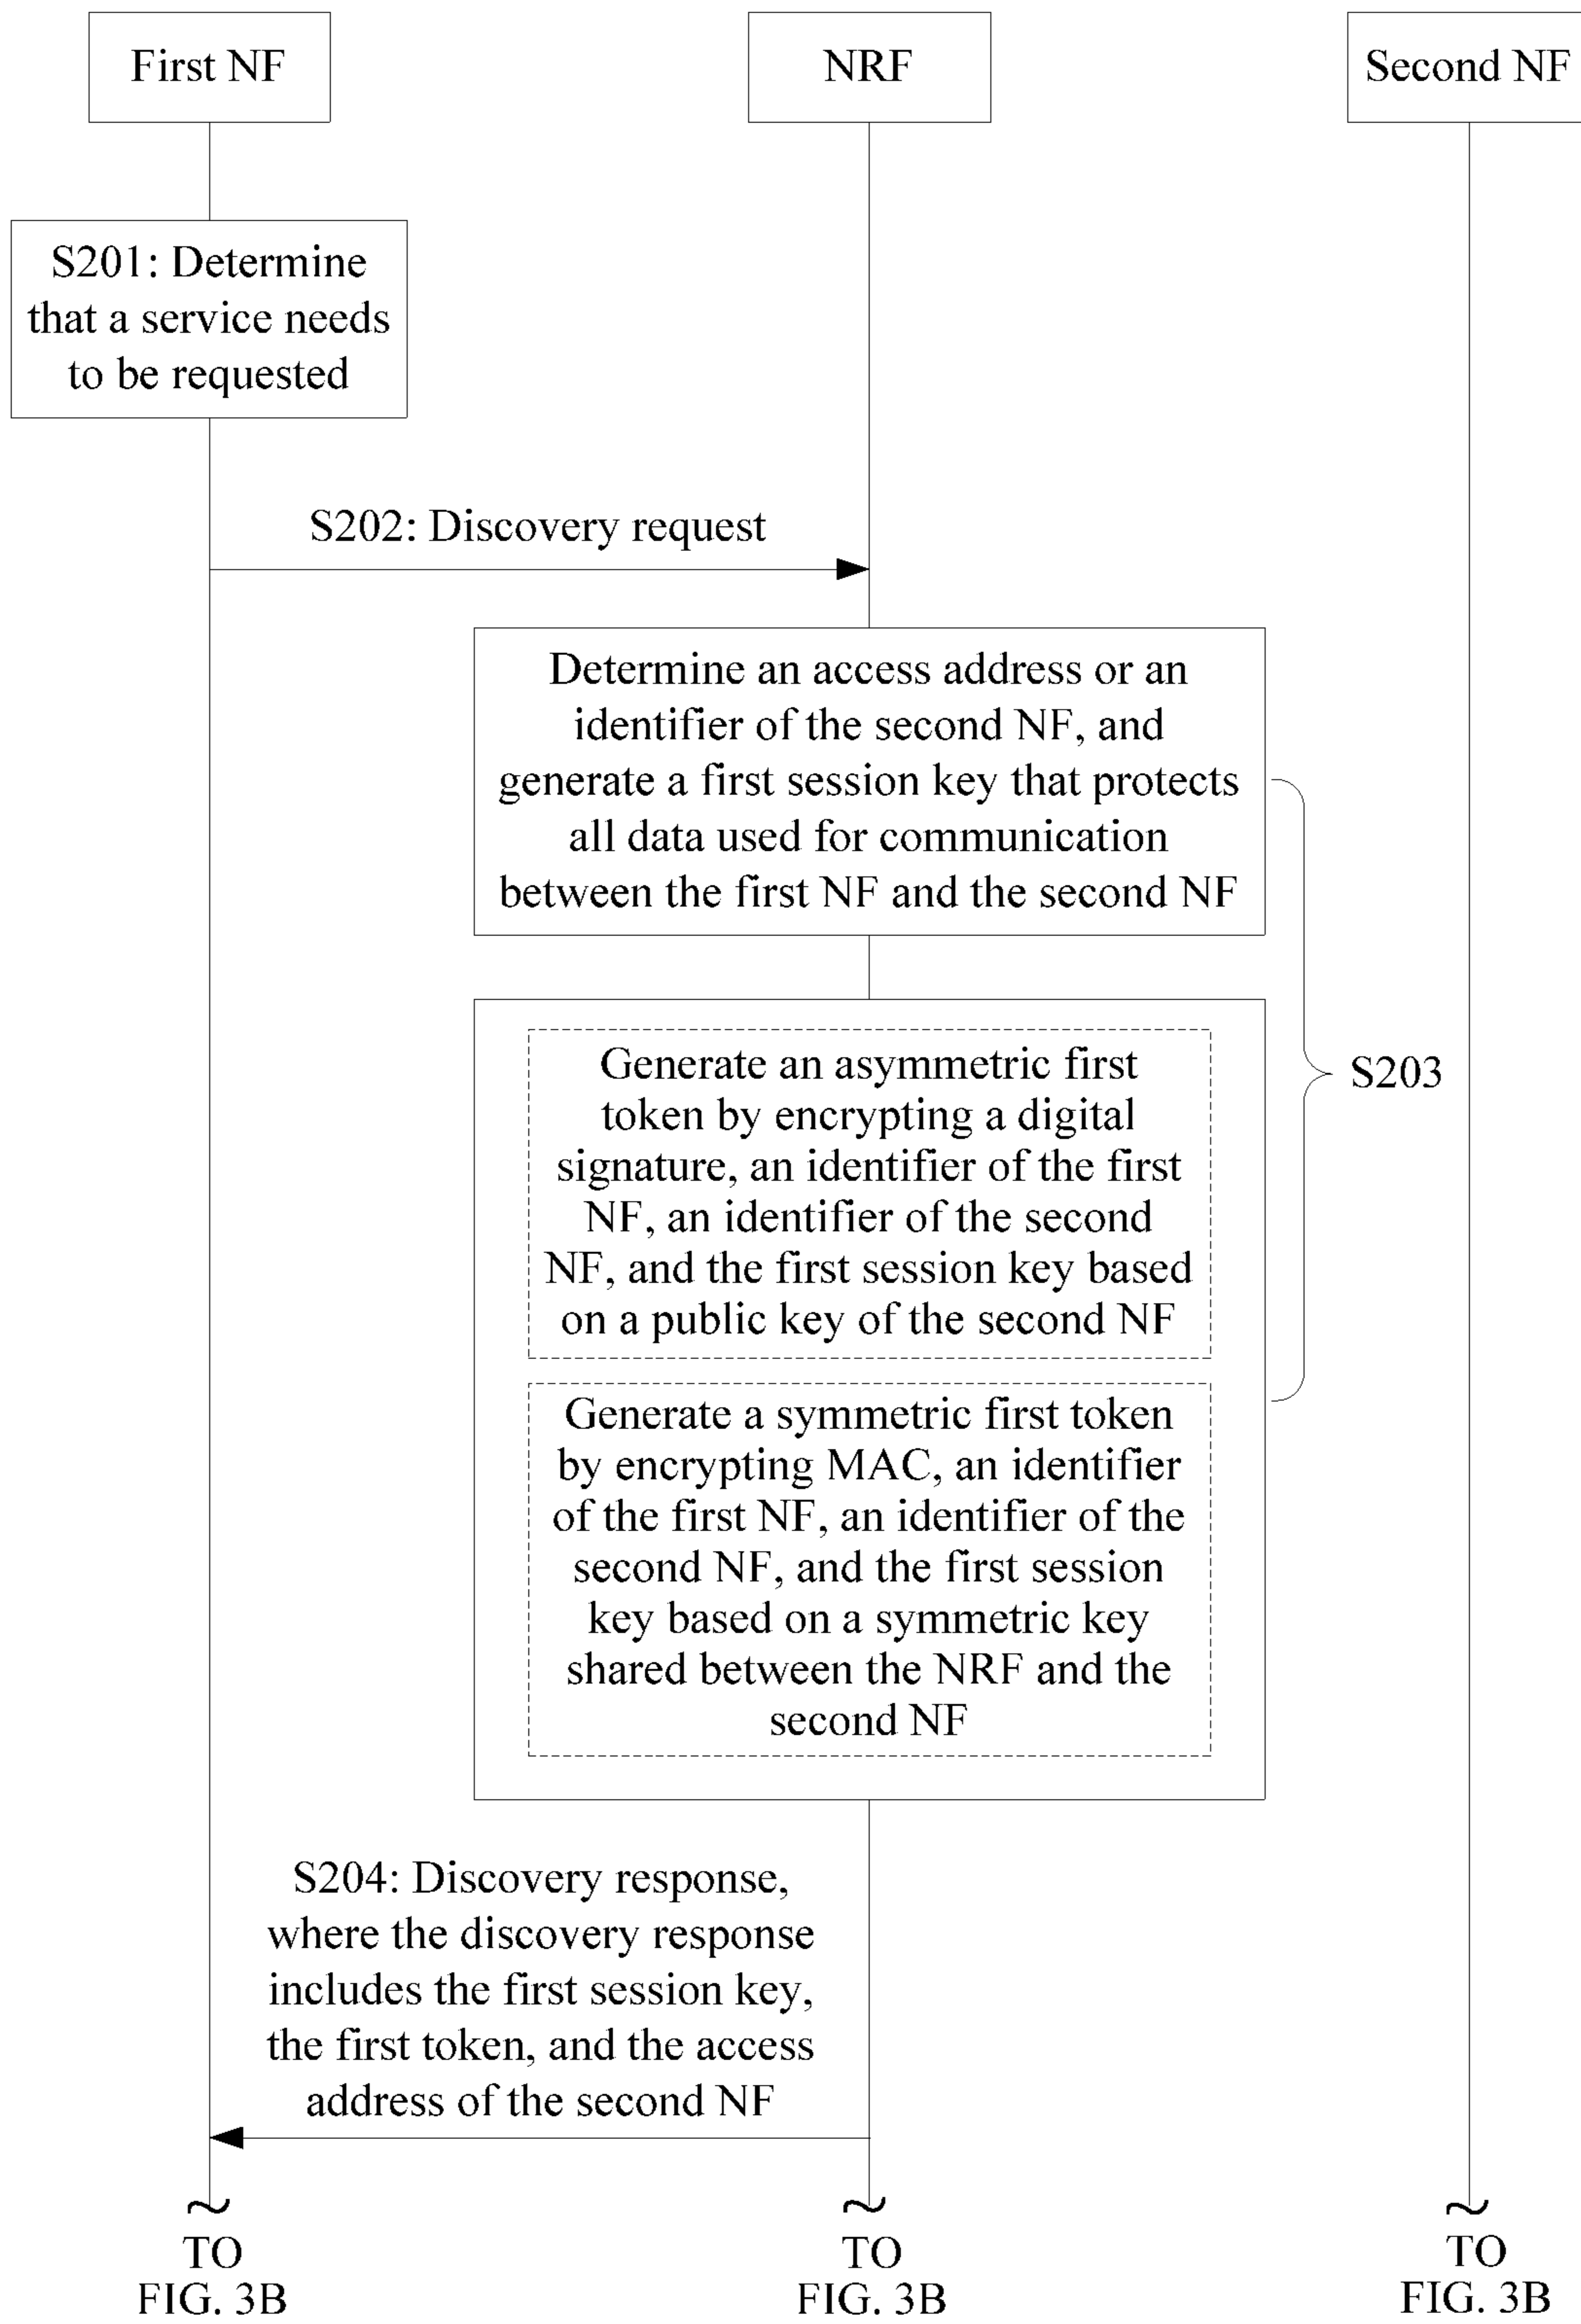 First NF
NRF
Second NF
S201: Determine
that a service needs
to be requested
S202: Discovery request
Determine an access address or an
identifier of the second NF, and
generate a first session key that protects
all data used for communication
between the first NF and the second NF
Generate an asymmetric first
token by encrypting a digital
signature, an identifier of the first
NF, an identifier of the second
NF, and the first session key based
on a public key of the second NF
S203
Generate a symmetric first token
by encrypting MAC, an identifier
of the first NF, an identifier of the
second NF, and the first session
key based on a symmetric key
shared between the NRF and the
second NF
S204: Discovery response,
where the discovery response
includes the first session key,
the first token, and the access
address of the second NF
TO
FIG. 3B
TO
FIG. 3B
TO
FIG. 3B